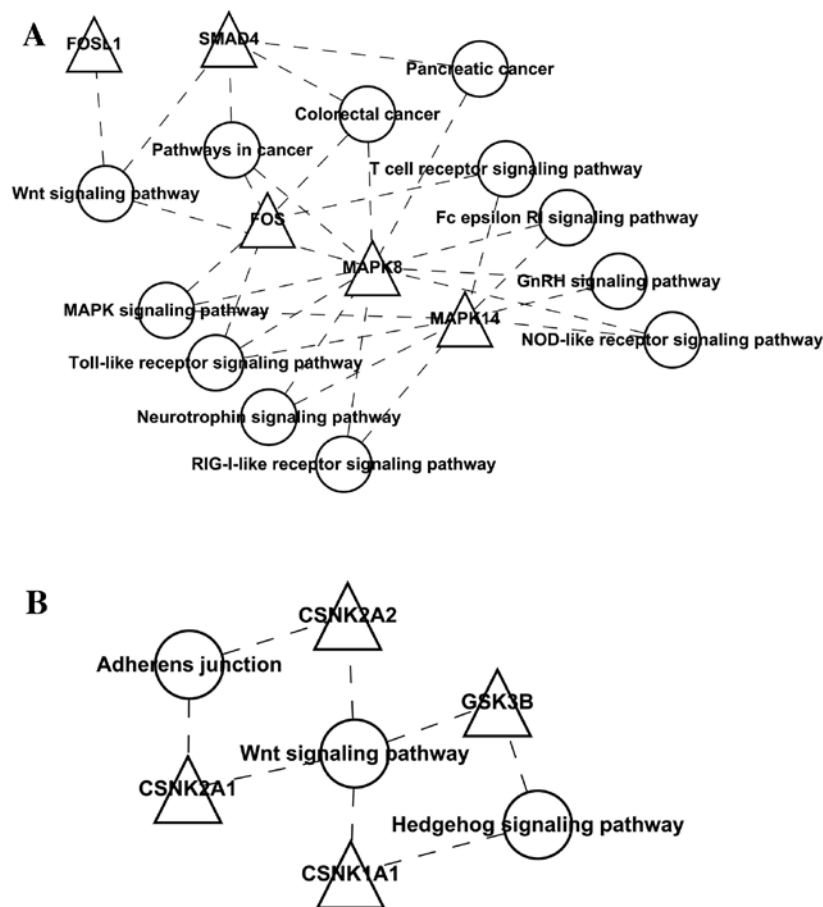 A
FOSL1
SMAD4
Pancreatic cancer
Colorectal cancer
Pathways in cancer
T cell receptor signaling pathway
Wnt signaling pathway
FOS
Fc epsilon RI signaling pathway
MAPK8
GnRH signaling pathway
MAPK signaling pathway
MAPK14
NOD-like receptor signaling pathway
Toll-like receptor signaling pathway
Neurotrophin signaling pathway
RIG-I-like receptor signaling pathway
B
CSNK2A2
Adherens junction
GSK3B
Wnt signaling pathway
CSNK2A1
Hedgehog signaling pathway
CSNK1A1